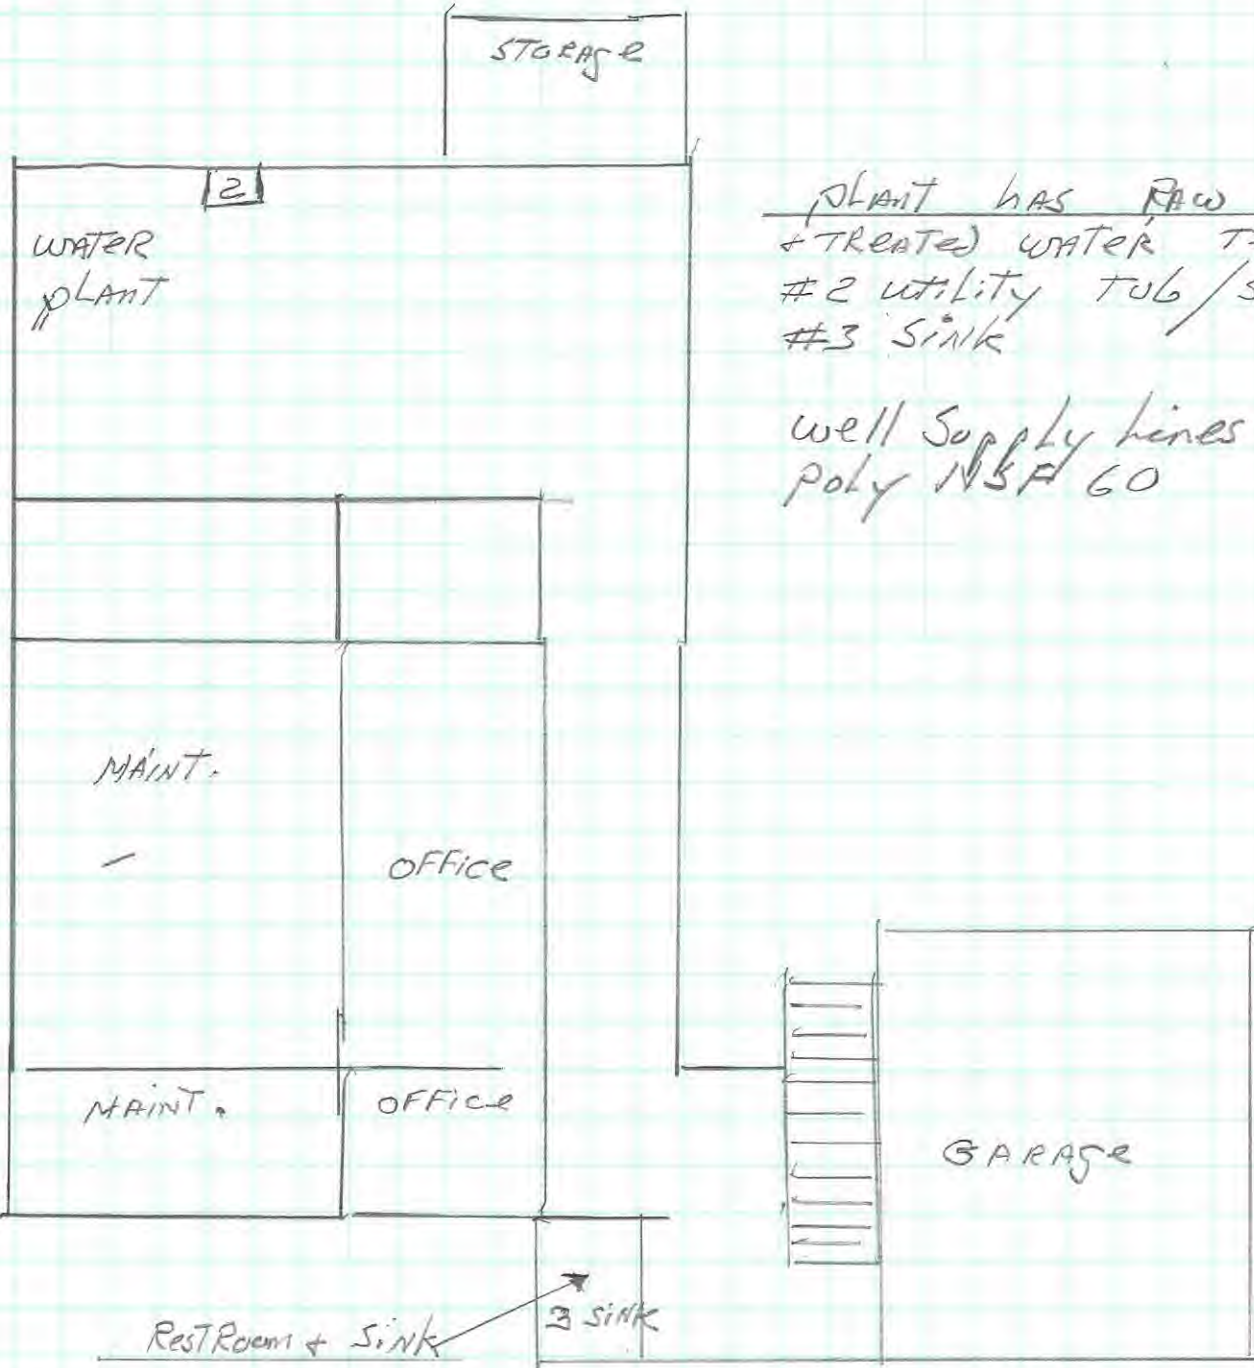 STORAge
2
WATER
pLANT
pLANT hAS RAW
+ TReATeD WATER T
#2 utiLiTy Tub / S
#3 SiNk
well Supply Lines
poLy NSF 60
MAiNT.
OFFice
MAiNT.
OFFice
GARAge
3 SiNk
ResTRoom + SiNk